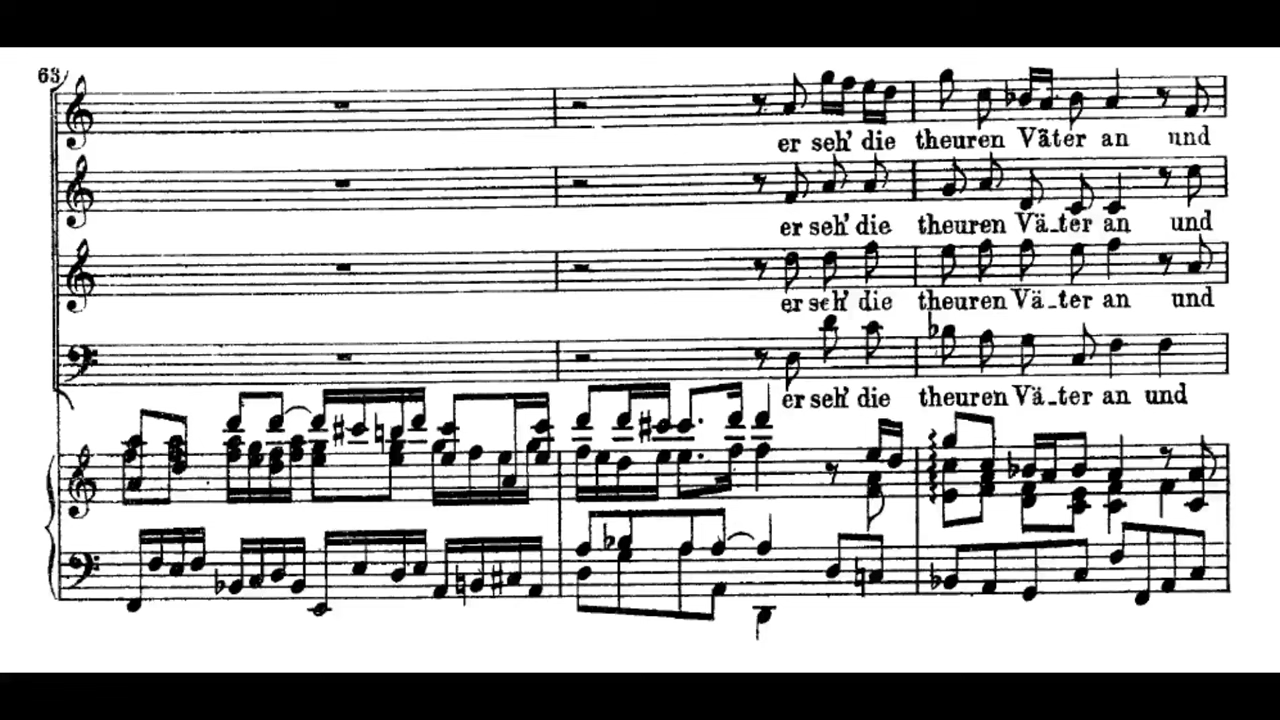 63
er seh' die theuren Väter an und
er seh' die theuren Vä-ter an und
er seh' die theuren Vä-ter an und
er seh' die theuren Vä-ter an und